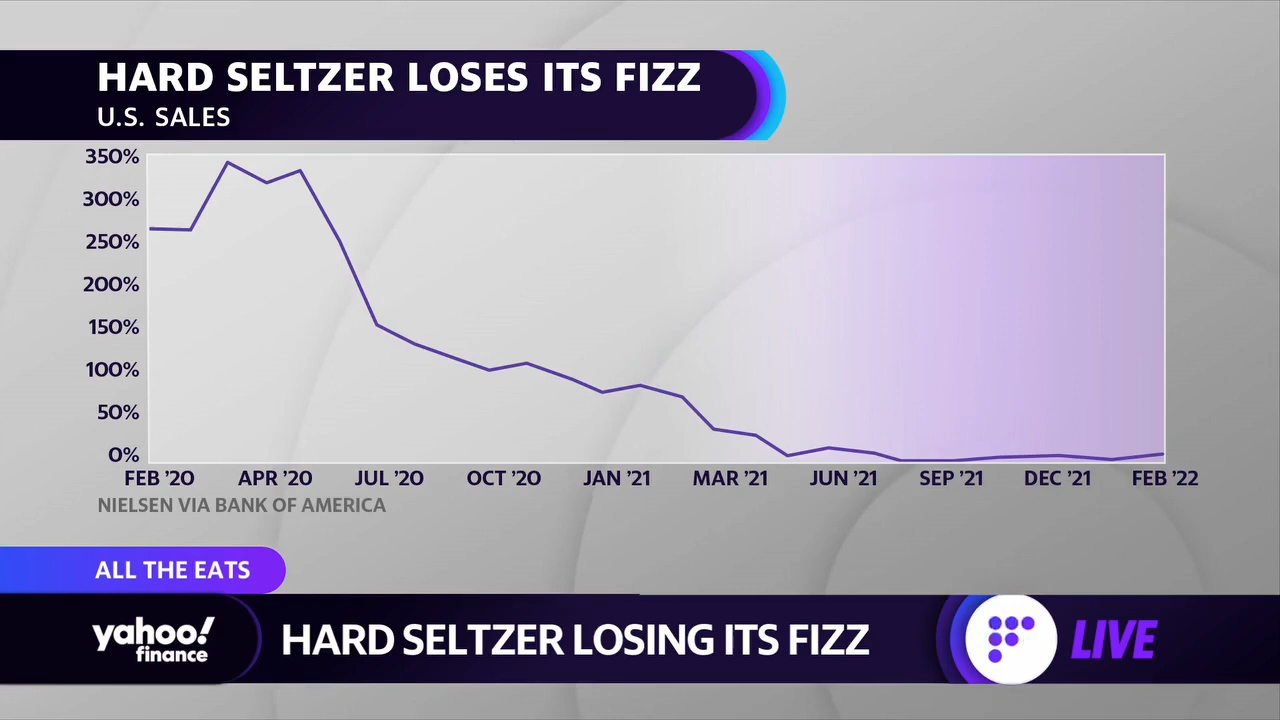 HARD SELTZER LOSES ITS FIZZ
U.S. SALES
350%
300%
250%
200%
150%
100%
50%
0%
FEB ’20 APR ’20 JUL ’20 OCT ’20 JAN ’21 MAR ’21 JUN ’21 SEP ’21 DEC ’21 FEB ’22
NIELSEN VIA BANK OF AMERICA
ALL THE EATS
yahoo!
finance
HARD SELTZER LOSING ITS FIZZ
LIVE